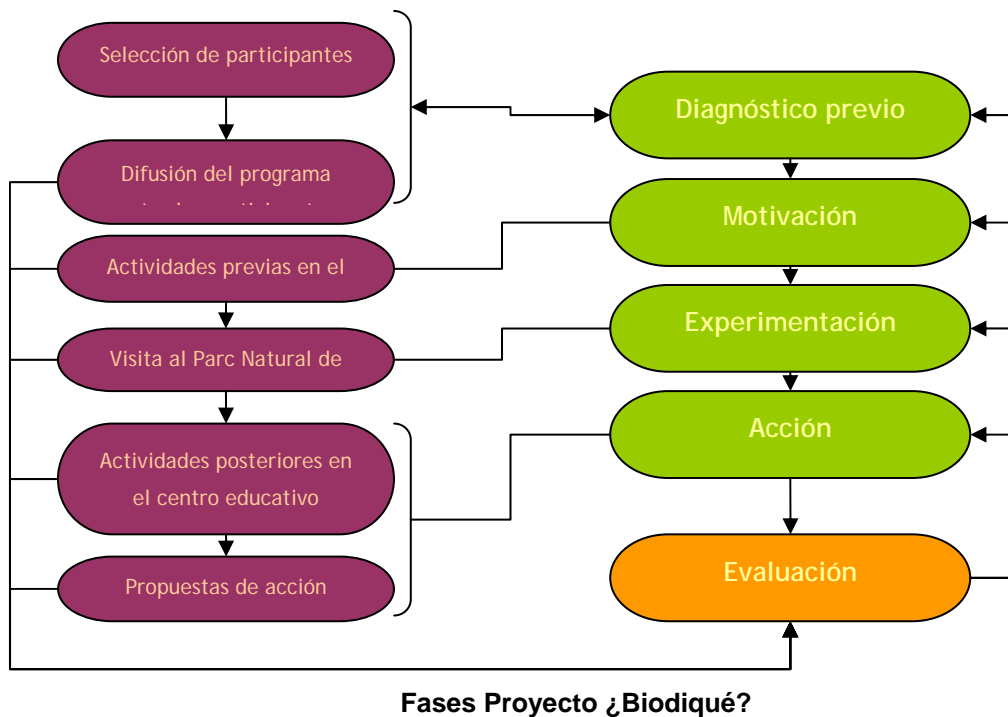 Selección de participantes
Difusión del programa
Actividades previas en el
Visita al Parc Natural de
Actividades posteriores en
el centro educativo
Propuestas de acción
Diagnóstico previo
Motivación
Experimentación
Acción
Evaluación
Fases Proyecto ¿Biodiqué?